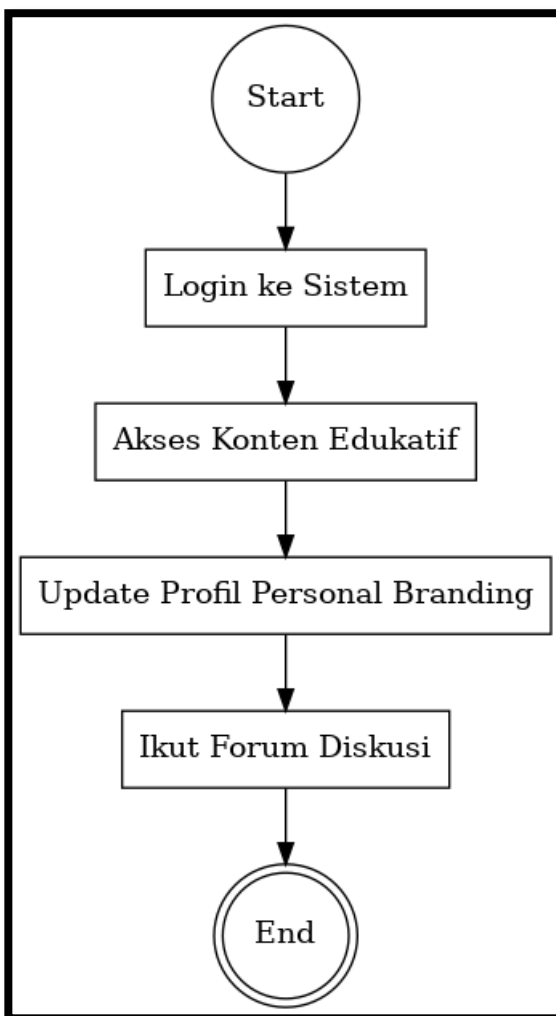 Start
Login ke Sistem
Akses Konten Edukatif
Update Profil Personal Branding
Ikut Forum Diskusi
End